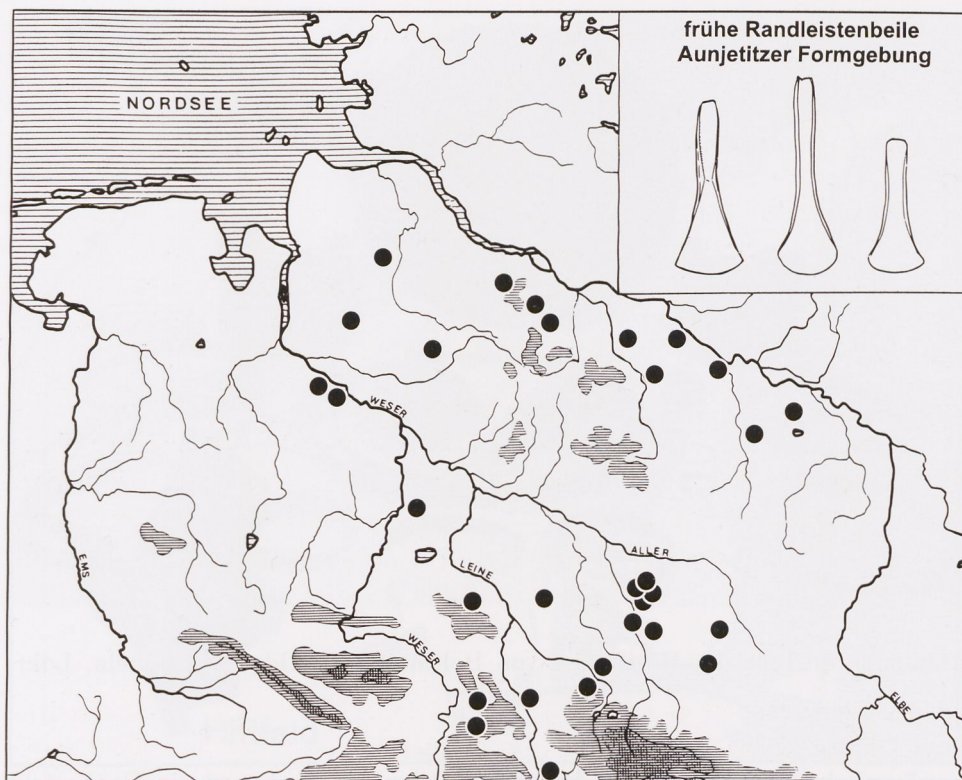 frühe Randleistenbeile
Aunjetitzer Formgebung
NORDSEE
WESER
ALLER
EMS
LEINE
WESER
ELBE